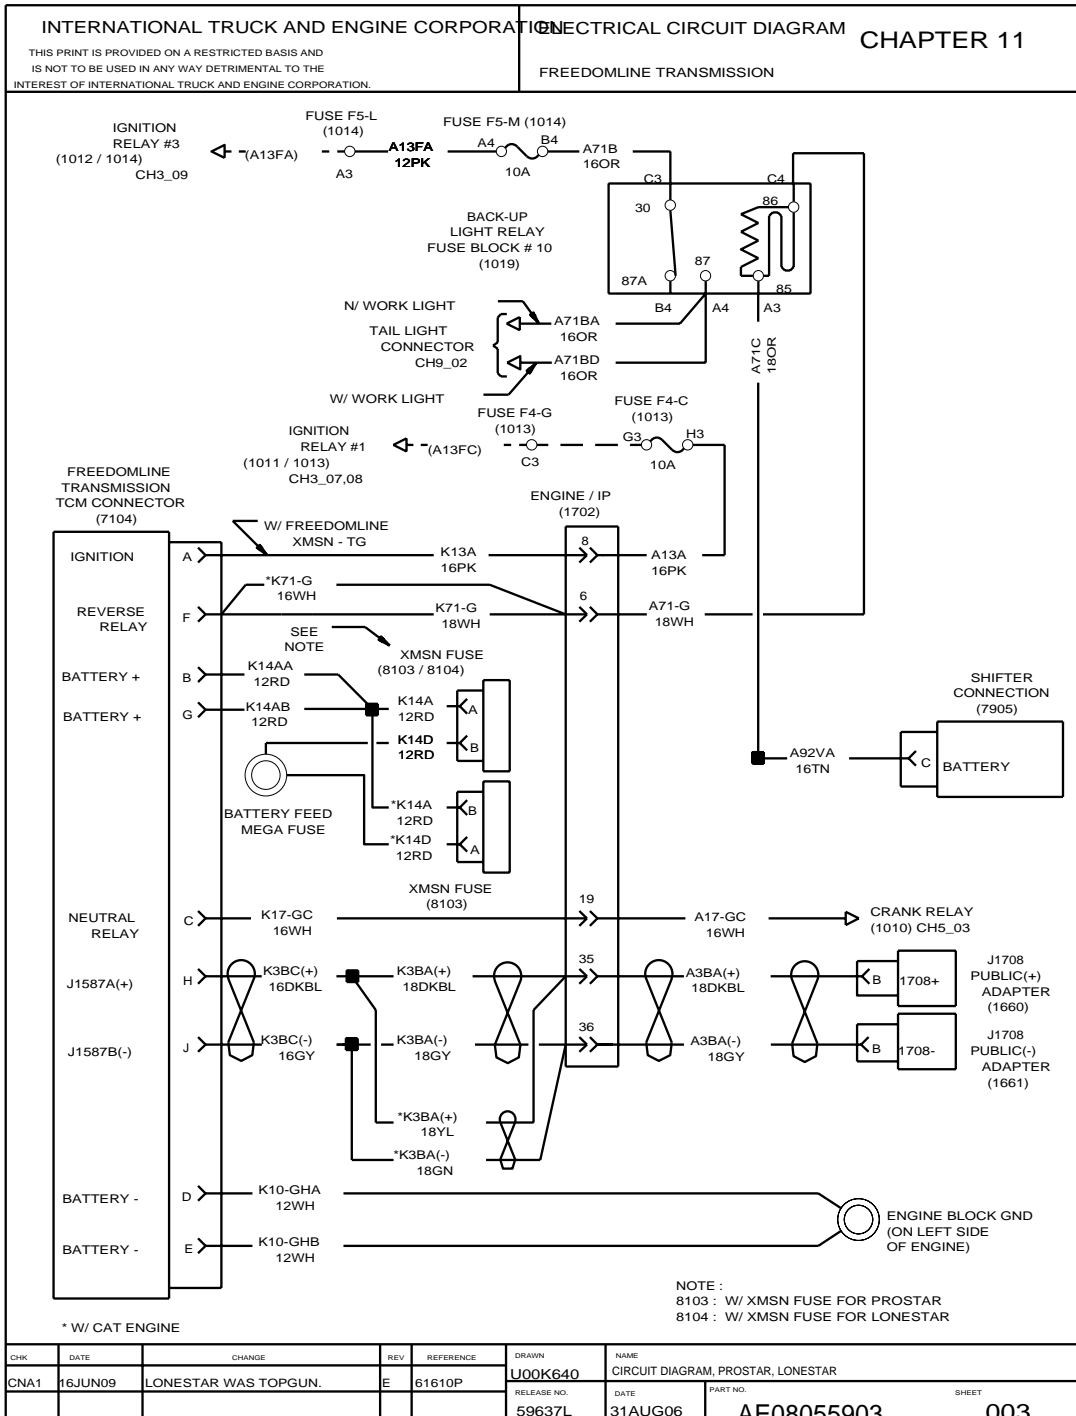 INTERNATIONAL TRUCK AND ENGINE CORPORATION
THIS PRINT IS PROVIDED ON A RESTRICTED BASIS AND
IS NOT TO BE USED IN ANY WAY DETRIMENTAL TO THE
INTEREST OF INTERNATIONAL TRUCK AND ENGINE CORPORATION.
ELECTRICAL CIRCUIT DIAGRAM
CHAPTER 11
FREEDOMLINE TRANSMISSION
IGNITION
RELAY #3
(1012 / 1014)
CH3_09
(A13FA)
FUSE F5-L
(1014)
A3
A13FA
12PK
FUSE F5-M (1014)
A4
B4
10A
A71B
16OR
C3
C4
30
86
87
87A
85
B4
A4
A3
BACK-UP
LIGHT RELAY
FUSE BLOCK # 10
(1019)
N/ WORK LIGHT
TAIL LIGHT
CONNECTOR
CH9_02
A71BA
16OR
A71BD
16OR
W/ WORK LIGHT
A71C
18OR
IGNITION
RELAY #1
(1011 / 1013)
CH3_07,08
(A13FC)
FUSE F4-G
(1013)
C3
FUSE F4-C
(1013)
G3
H3
10A
FREEDOMLINE
TRANSMISSION
TCM CONNECTOR
(7104)
ENGINE / IP
(1702)
W/ FREEDOMLINE
XMSN - TG
IGNITION
A
K13A
16PK
8
A13A
16PK
*K71-G
16WH
REVERSE
RELAY
F
K71-G
18WH
6
A71-G
18WH
SEE
NOTE
XMSN FUSE
(8103 / 8104)
BATTERY +
B
K14AA
12RD
BATTERY +
G
K14AB
12RD
K14A
12RD
A
K14D
12RD
B
BATTERY FEED
MEGA FUSE
*K14A
12RD
B
*K14D
12RD
A
XMSN FUSE
(8103)
SHIFTER
CONNECTION
(7905)
A92VA
16TN
C
BATTERY
NEUTRAL
RELAY
C
K17-GC
16WH
19
A17-GC
16WH
CRANK RELAY
(1010) CH5_03
J1587A(+)
H
K3BC(+)
16DKBL
K3BA(+)
18DKBL
35
A3BA(+)
18DKBL
B
1708+
J1708
PUBLIC(+)
ADAPTER
(1660)
J1587B(-)
J
K3BC(-)
16GY
K3BA(-)
18GY
36
A3BA(-)
18GY
B
1708-
J1708
PUBLIC(-)
ADAPTER
(1661)
*K3BA(+)
18YL
*K3BA(-)
18GN
BATTERY -
D
K10-GHA
12WH
BATTERY -
E
K10-GHB
12WH
ENGINE BLOCK GND
(ON LEFT SIDE
OF ENGINE)
NOTE :
8103 : W/ XMSN FUSE FOR PROSTAR
8104 : W/ XMSN FUSE FOR LONESTAR
* W/ CAT ENGINE
CHK DATE CHANGE REV REFERENCE
CNA1 16JUN09 LONESTAR WAS TOPGUN. E 61610P
DRAWN
U00K640
NAME
CIRCUIT DIAGRAM, PROSTAR, LONESTAR
RELEASE NO.
59637L
DATE
31AUG06
PART NO.
AE08055903
SHEET
003